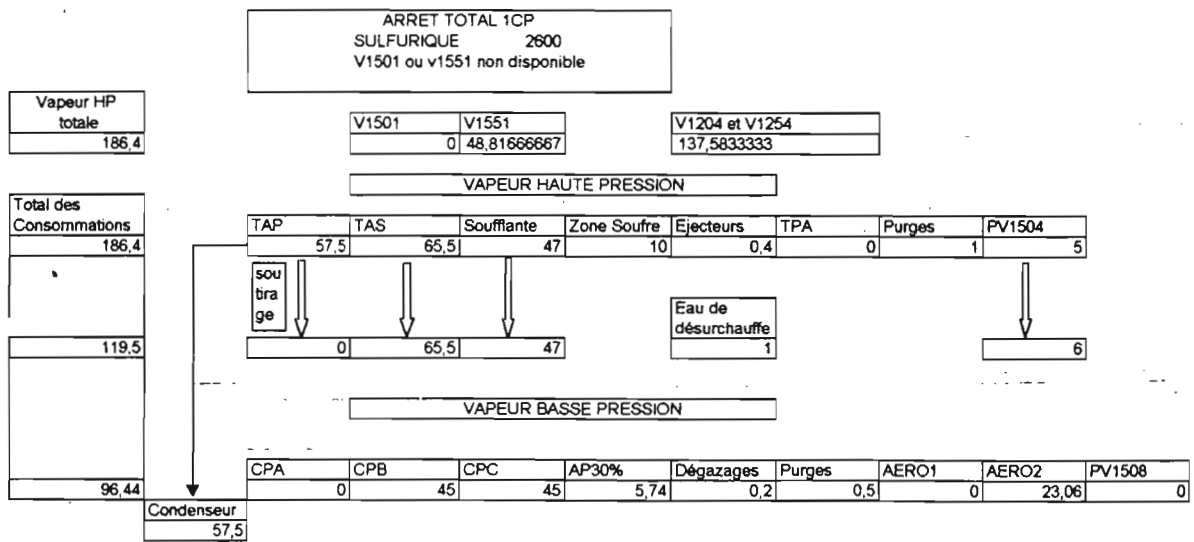 ARRET TOTAL 1CP
SULFURIQUE 2600
V1501 ou v1551 non disponible
Vapeur HP
totale
186,4
V1501 V1551
0 48,81666667
V1204 et V1254
137,5833333
VAPEUR HAUTE PRESSION
Total des
Consommations
186,4
TAP TAS Soufflante Zone Soufre Ejecteurs TPA Purges PV1504
57,5 65,5 47 10 0,4 0 1 5
sou
tira
ge
Eau de
désurchauffe
1
119,5
0 65,5 47 6
VAPEUR BASSE PRESSION
CPA CPB CPC AP30% Dégazages Purges AERO1 AERO2 PV1508
96,44 0 45 45 5,74 0,2 0,5 0 23,06 0
Condenseur
57,5